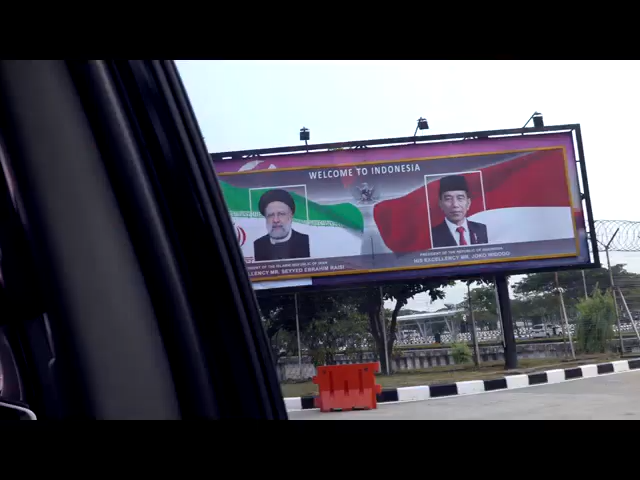 WELCOME TO INDONESIA
PRESIDENT OF THE REPUBLIC OF INDONESIA
HIS EXCELLENCY MR. JOKO WIDODO
PRESIDENT OF THE ISLAMIC REPUBLIC OF IRAN
EXCELLENCY MR. SEYYED EBRAHIM RAISI